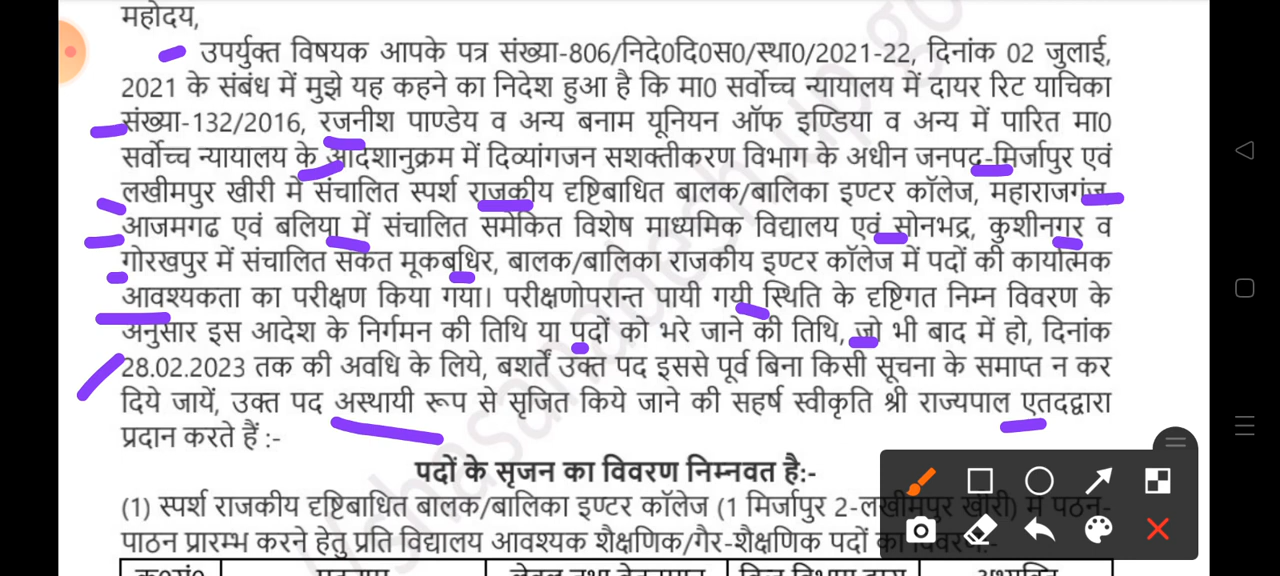 महोदय,
उपर्युक्त विषयक आपके पत्र संख्या-806/निदे0दि0स0/स्था0/2021-22, दिनांक 02 जुलाई,
2021 के संबंध में मुझे यह कहने का निदेश हुआ है कि मा0 सर्वोच्च न्यायालय में दायर रिट याचिका
संख्या-132/2016, रजनीश पाण्डेय व अन्य बनाम यूनियन ऑफ इण्डिया व अन्य में पारित मा0
सर्वोच्च न्यायालय के आदेशानुक्रम में दिव्यांगजन सशक्तीकरण विभाग के अधीन जनपद-मिर्जापुर एवं
लखीमपुर खीरी में संचालित स्पर्श राजकीय दृष्टिबाधित बालक/बालिका इण्टर कॉलेज, महाराजगंज,
आजमगढ एवं बलिया में संचालित समेकित विशेष माध्यमिक विद्यालय एवं सोनभद्र, कुशीनगर व
गोरखपुर में संचालित संकेत मूकबधिर, बालक/बालिका राजकीय इण्टर कॉलेज में पदों की कार्यात्मक
आवश्यकता का परीक्षण किया गया। परीक्षणोपरान्त पायी गयी स्थिति के दृष्टिगत निम्न विवरण के
अनुसार इस आदेश के निर्गमन की तिथि या पदों को भरे जाने की तिथि, जो भी बाद में हो, दिनांक
28.02.2023 तक की अवधि के लिये, बशर्तें उक्त पद इससे पूर्व बिना किसी सूचना के समाप्त न कर
दिये जायें, उक्त पद अस्थायी रूप से सृजित किये जाने की सहर्ष स्वीकृति श्री राज्यपाल एतदद्वारा
प्रदान करते हैं :-
पदों के सृजन का विवरण निम्नवत है:-
(1) स्पर्श राजकीय दृष्टिबाधित बालक/बालिका इण्टर कॉलेज (1 मिर्जापुर 2-लखीमपुर खीरी) में पठन-
पाठन प्रारम्भ करने हेतु प्रति विद्यालय आवश्यक शैक्षणिक/गैर-शैक्षणिक पदों का विवरण:-